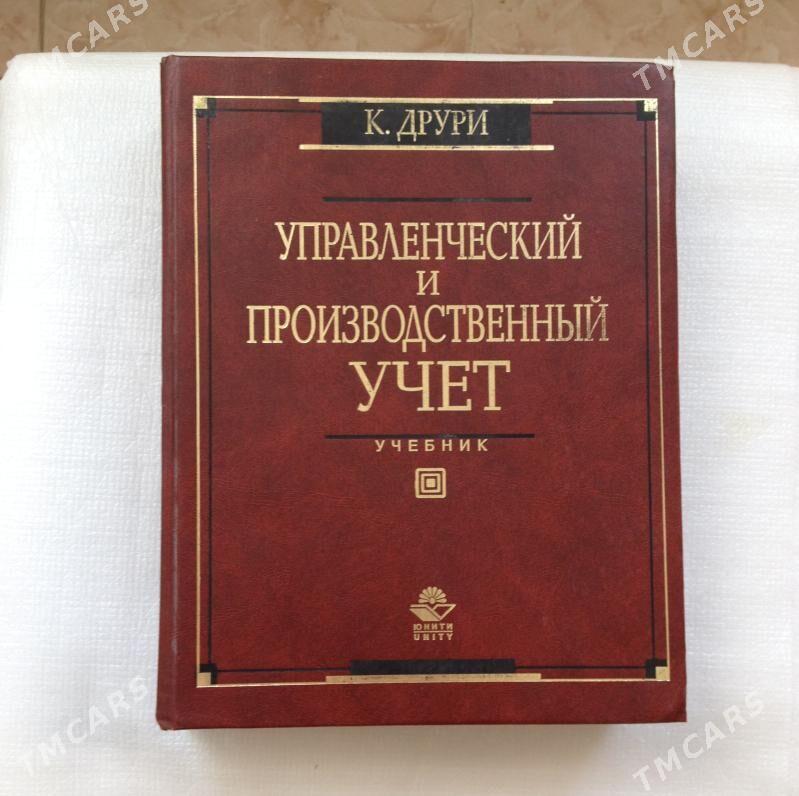 TMCARS
TMCARS
К. ДРУРИ
УПРАВЛЕНЧЕСКИЙ
И
ПРОИЗВОДСТВЕННЫЙ
УЧЕТ
УЧЕБНИК
ЮНИТИ
UNITY
TMCARS
TMCARS